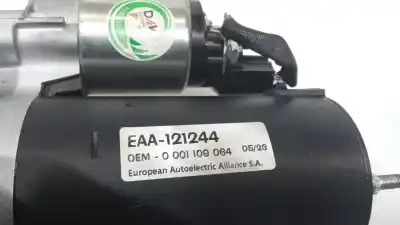 EAA-121244
OEM - 0 001 109 064 05/23
European Autoelectric Alliance S.A.